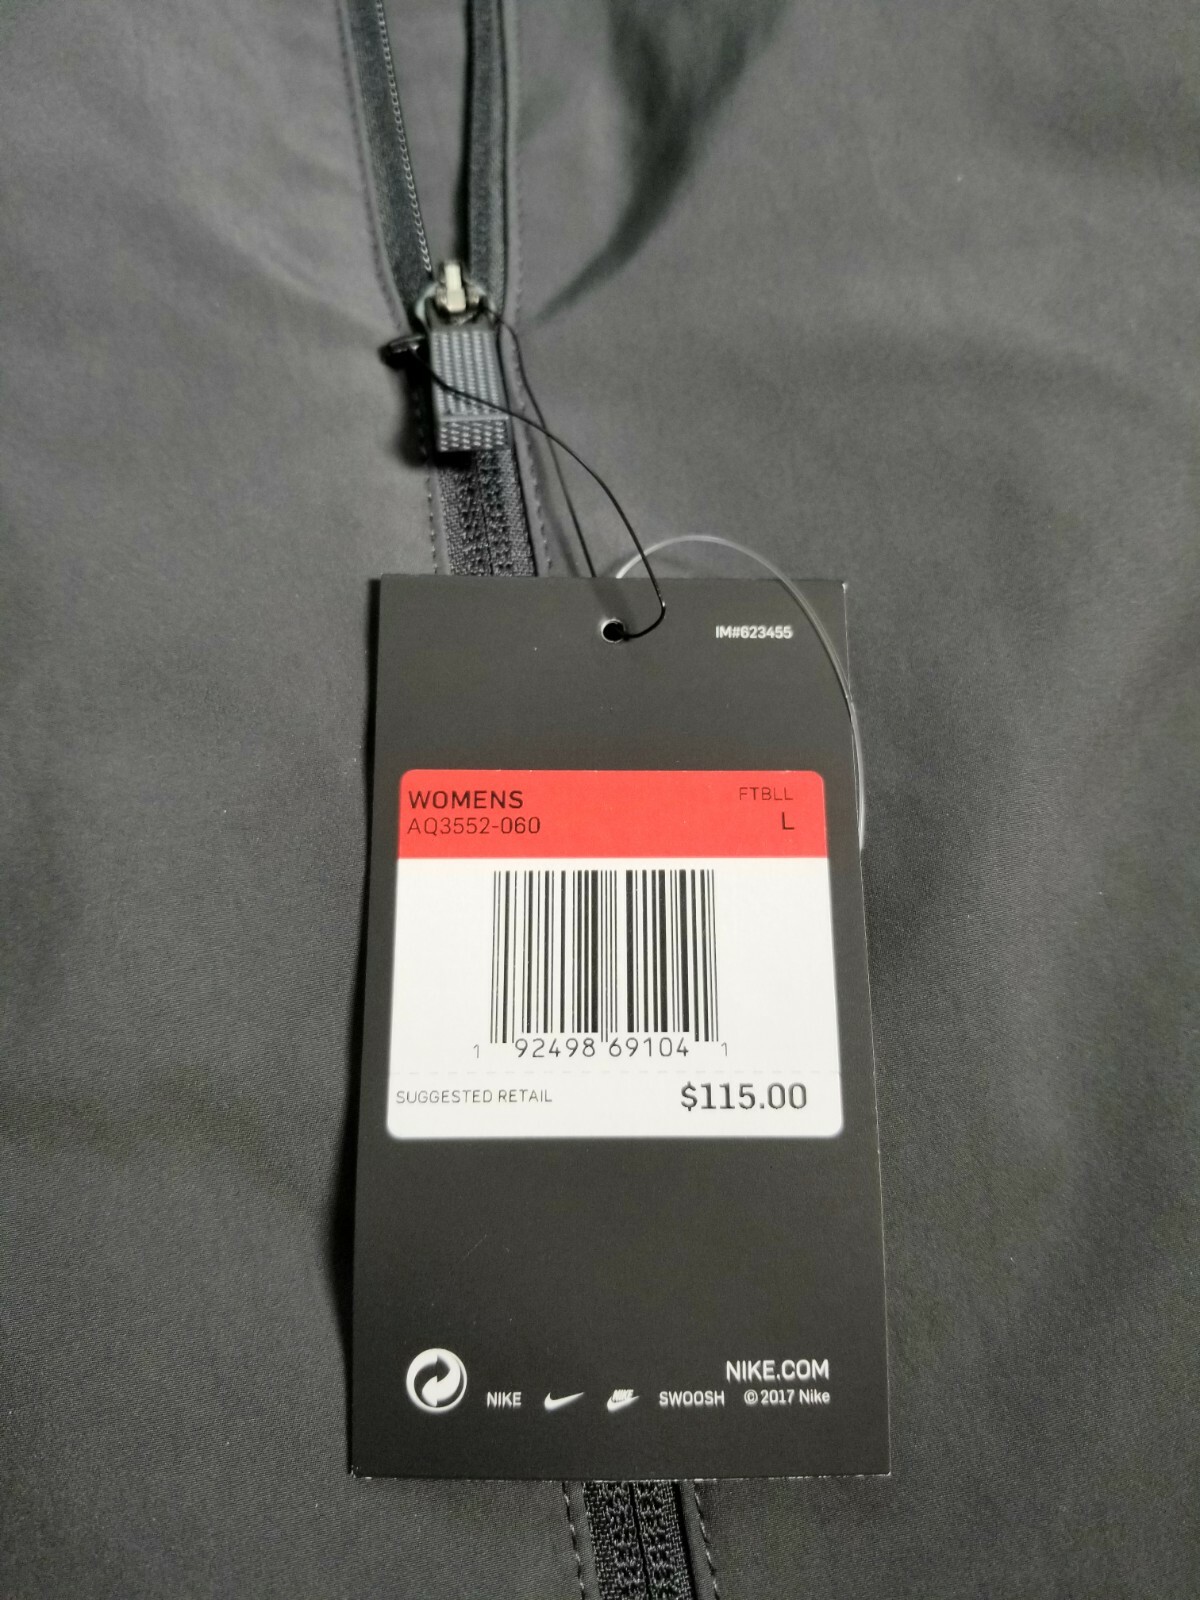 IM#623455
WOMENS FTBLL
AQ3552-060 L
1 92498 69104 1
SUGGESTED RETAIL $115.00
NIKE.COM
NIKE NIKE SWOOSH © 2017 Nike